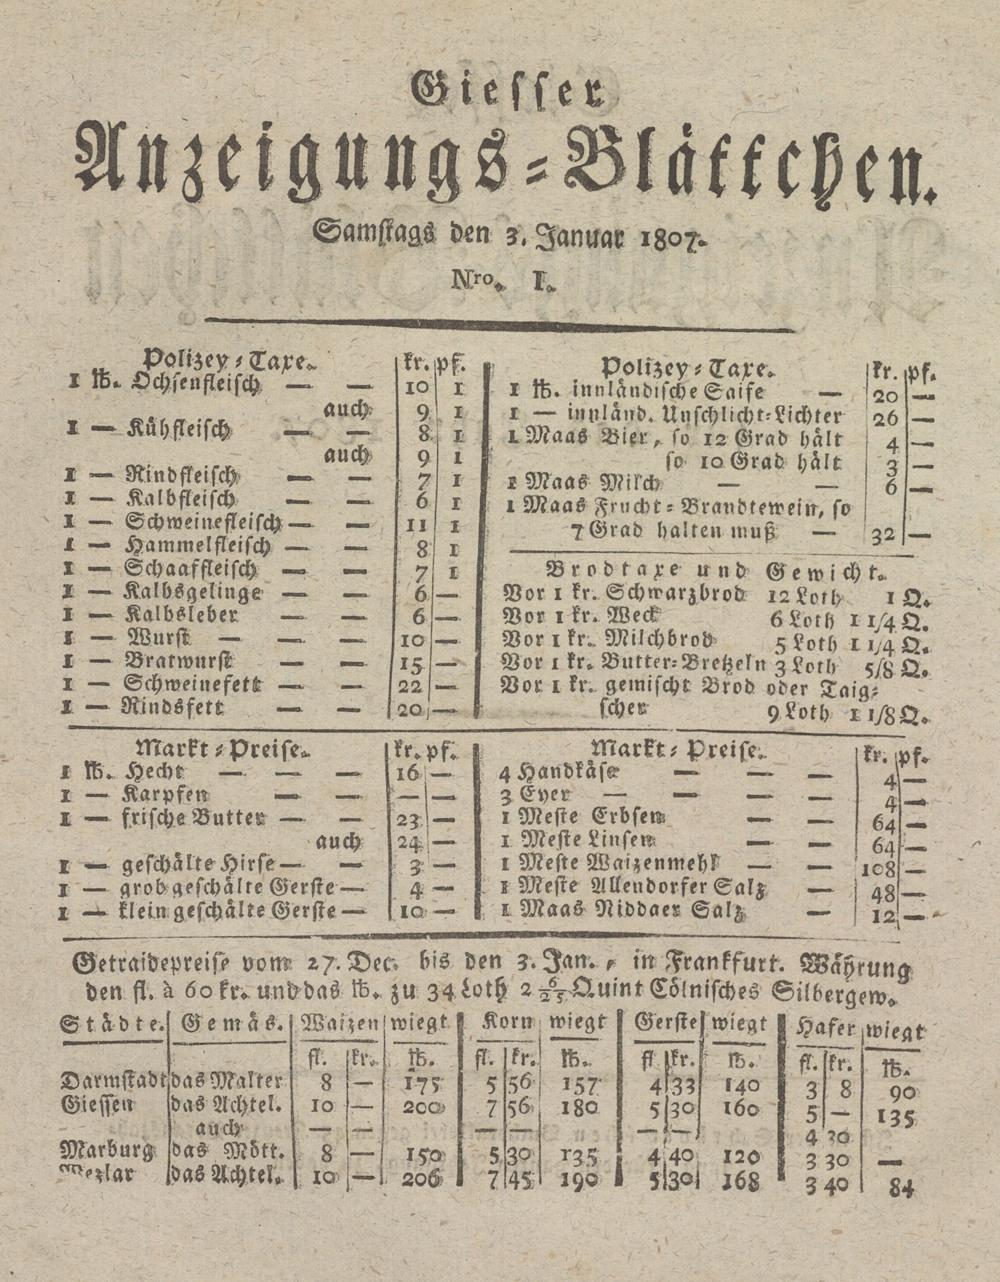 Giesser
Anzeigungs-Blättchen.
Samstags den 3. Januar 1807.
Nro. I.
Polizey-Taxe. kr. pf.
1 ℔. Ochsenfleisch — — 10 1
auch 9 1
1 — Kühfleisch — — 8 1
auch 9 1
1 — Rindfleisch — — 7 1
1 — Kalbfleisch — — 6 1
1 — Schweinefleisch — — 11 1
1 — Hammelfleisch — — 8 1
1 — Schaaffleisch — — 7 1
1 — Kalbsgelinge — — 6 —
1 — Kalbsleber — — 6 —
1 — Wurst — — — 10 —
1 — Bratwurst — — 15 —
1 — Schweinefett — — 22 —
1 — Rindsfett — — 20 —
Polizey-Taxe. kr. pf.
1 ℔. innländische Saife — 20 —
1 — innländ. Unschlicht-Lichter 26 —
1 Maas Bier, so 12 Grad hält 4 —
so 10 Grad hält 3 —
1 Maas Milch — — 6 —
1 Maas Frucht-Brandtewein, so
7 Grad halten muß — 32 —
Brodtaxe und Gewicht.
Vor 1 kr. Schwarzbrod 12 Loth 1 Q.
Vor 1 kr. Weck 6 Loth 1 1/4 Q.
Vor 1 kr. Milchbrod 5 Loth 1 1/4 Q.
Vor 1 kr. Butter-Bretzeln 3 Loth 5/8 Q.
Vor 1 kr. gemischt Brod oder Taig-
scher 9 Loth 1 1/8 Q.
Markt-Preise. kr. pf.
1 ℔. Hecht — — — 16 —
1 — Karpfen — — — —
1 — frische Butter — — 23 —
auch 24 —
1 — geschälte Hirse — — 3 —
1 — grob geschälte Gerste — 4 —
1 — klein geschälte Gerste — 10 —
Markt-Preise. kr. pf.
4 Handkäse — — — 4 —
3 Eyer — — — — 4 —
1 Meste Erbsen — — 64 —
1 Meste Linsen — — 64 —
1 Meste Waizenmehl — — 108 —
1 Meste Allendorfer Salz — 48 —
1 Maas Niddaer Salz — 12 —
Getraidepreise vom 27. Dec. bis den 3. Jan., in Frankfurt. Währung
den fl. à 60 kr. und das ℔. zu 34 Loth 2 6/25 Quint Cölnisches Silbergew.
Städte. Gemäs. Waizen wiegt Korn wiegt Gerste wiegt Hafer wiegt
fl. kr. ℔. fl. kr. ℔. fl. kr. ℔. fl. kr. ℔.
Darmstadt das Malter 8 — 175 5 56 157 4 33 140 3 8 90
Giessen das Achtel. 10 — 200 7 56 180 5 30 160 5 — 135
auch — — — — — — 4 30
Marburg das Mött. 8 — 150 5 30 135 4 40 120 3 30 —
Wezlar das Achtel. 10 — 206 7 45 190 5 30 168 3 40 84